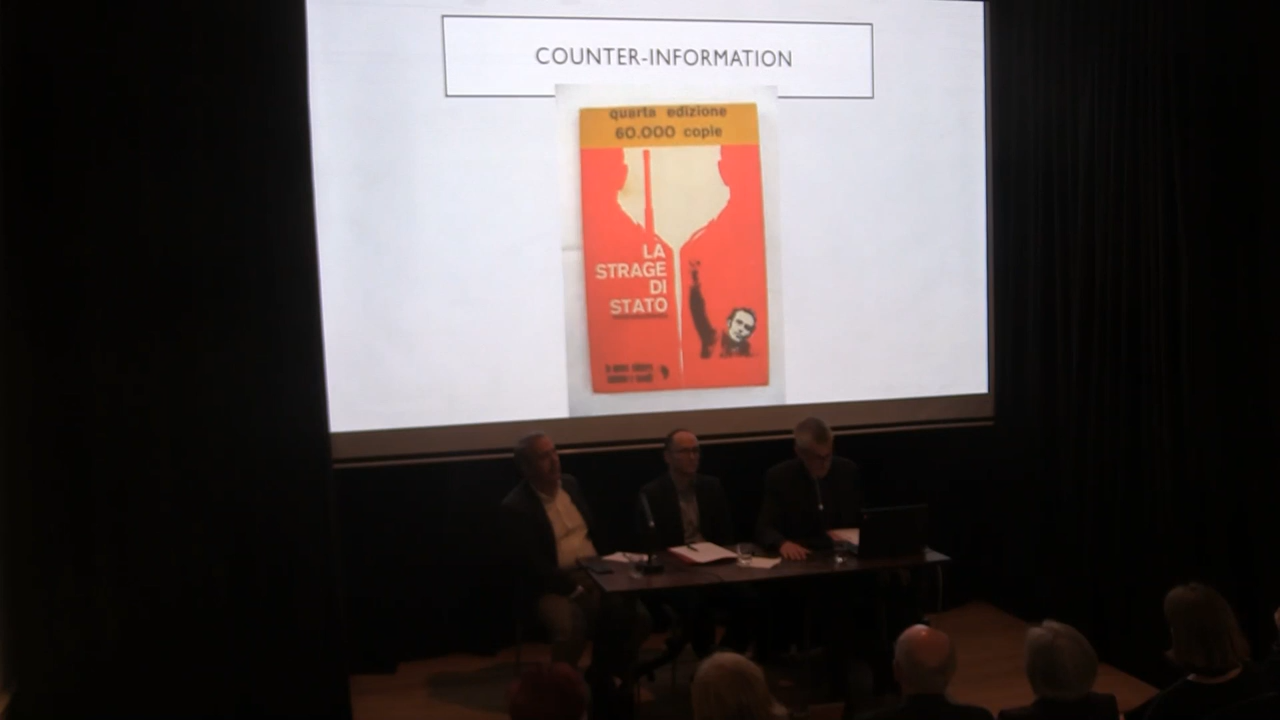 COUNTER-INFORMATION
quarta edizione
60.000 copie
LA
STRAGE
DI
STATO